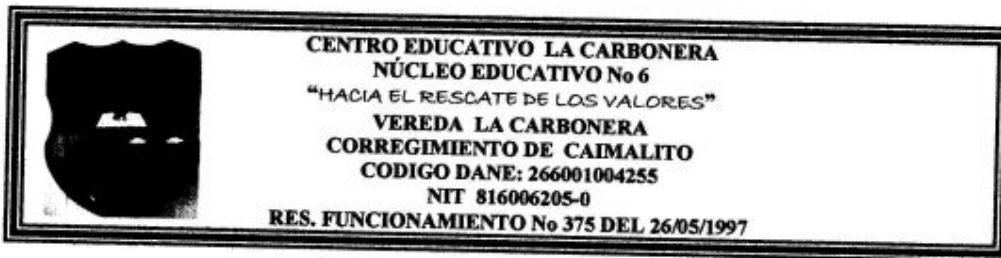 CENTRO EDUCATIVO LA CARBONERA
NÚCLEO EDUCATIVO No 6
“HACIA EL RESCATE DE LOS VALORES”
VEREDA LA CARBONERA
CORREGIMIENTO DE CAIMALITO
CODIGO DANE: 266001004255
NIT 816006205-0
RES. FUNCIONAMIENTO No 375 DEL 26/05/1997